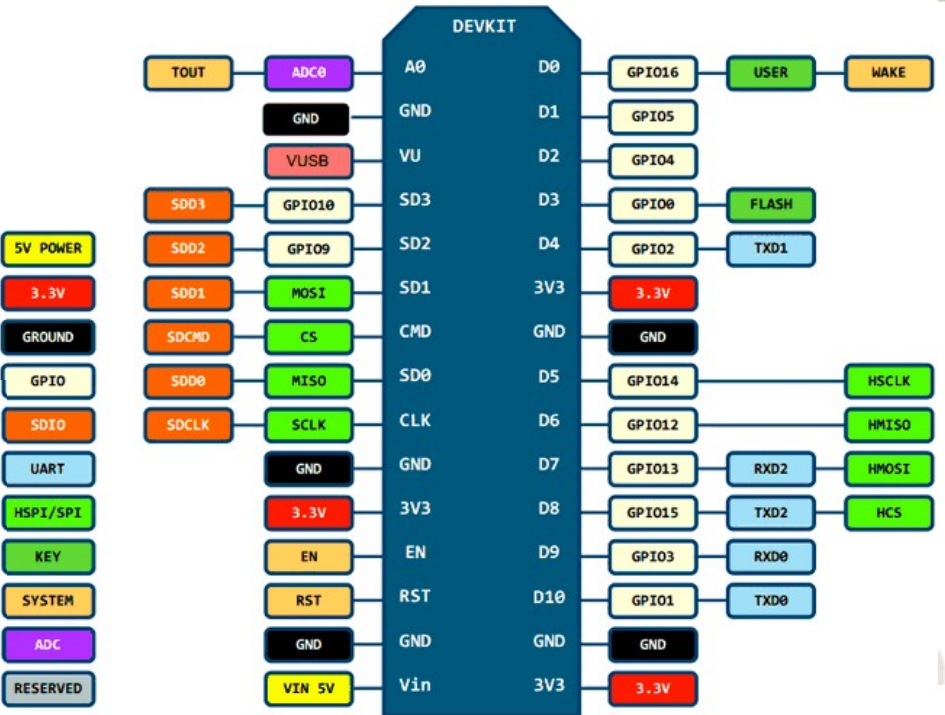 DEVKIT
TOUT ADC0 A0 D0 GPIO16 USER WAKE
GND GND D1 GPIO5
VUSB VU D2 GPIO4
SDD3 GPIO10 SD3 D3 GPIO0 FLASH
5V POWER SDD2 GPIO9 SD2 D4 GPIO2 TXD1
3.3V SDD1 MOSI SD1 3V3 3.3V
GROUND SDCMD CS CMD GND GND
GPIO SDD0 MISO SD0 D5 GPIO14 HSCLK
SDIO SDCLK SCLK CLK D6 GPIO12 HMISO
UART GND GND D7 GPIO13 RXD2 HMOSI
HSPI/SPI 3.3V 3V3 D8 GPIO15 TXD2 HCS
KEY EN EN D9 GPIO3 RXD0
SYSTEM RST RST D10 GPIO1 TXD0
ADC GND GND GND GND
RESERVED VIN 5V Vin 3V3 3.3V